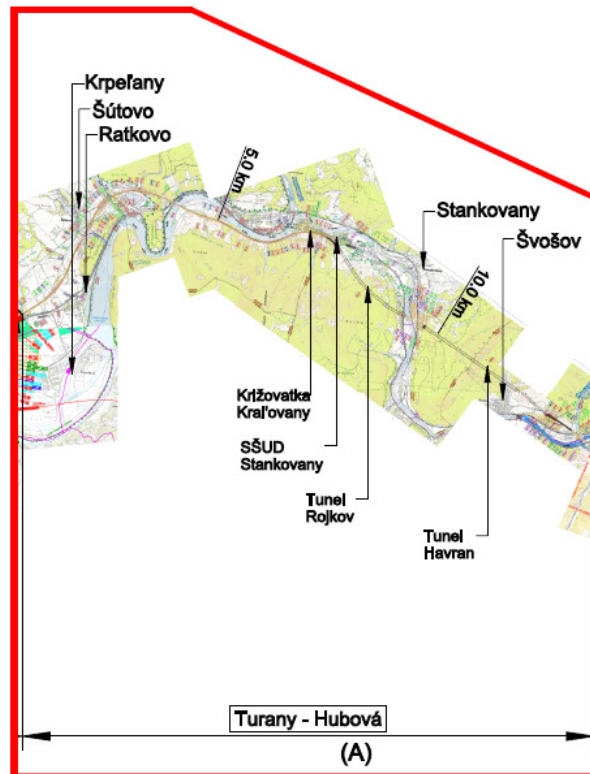 Krpeľany
Šútovo
Ratkovo
5.0 km
Stankovany
Švošov
10.0 km
Križovatka
Kraľovany
SŠUD
Stankovany
Tunel
Rojkov
Tunel
Havran
Turany - Hubová
(A)